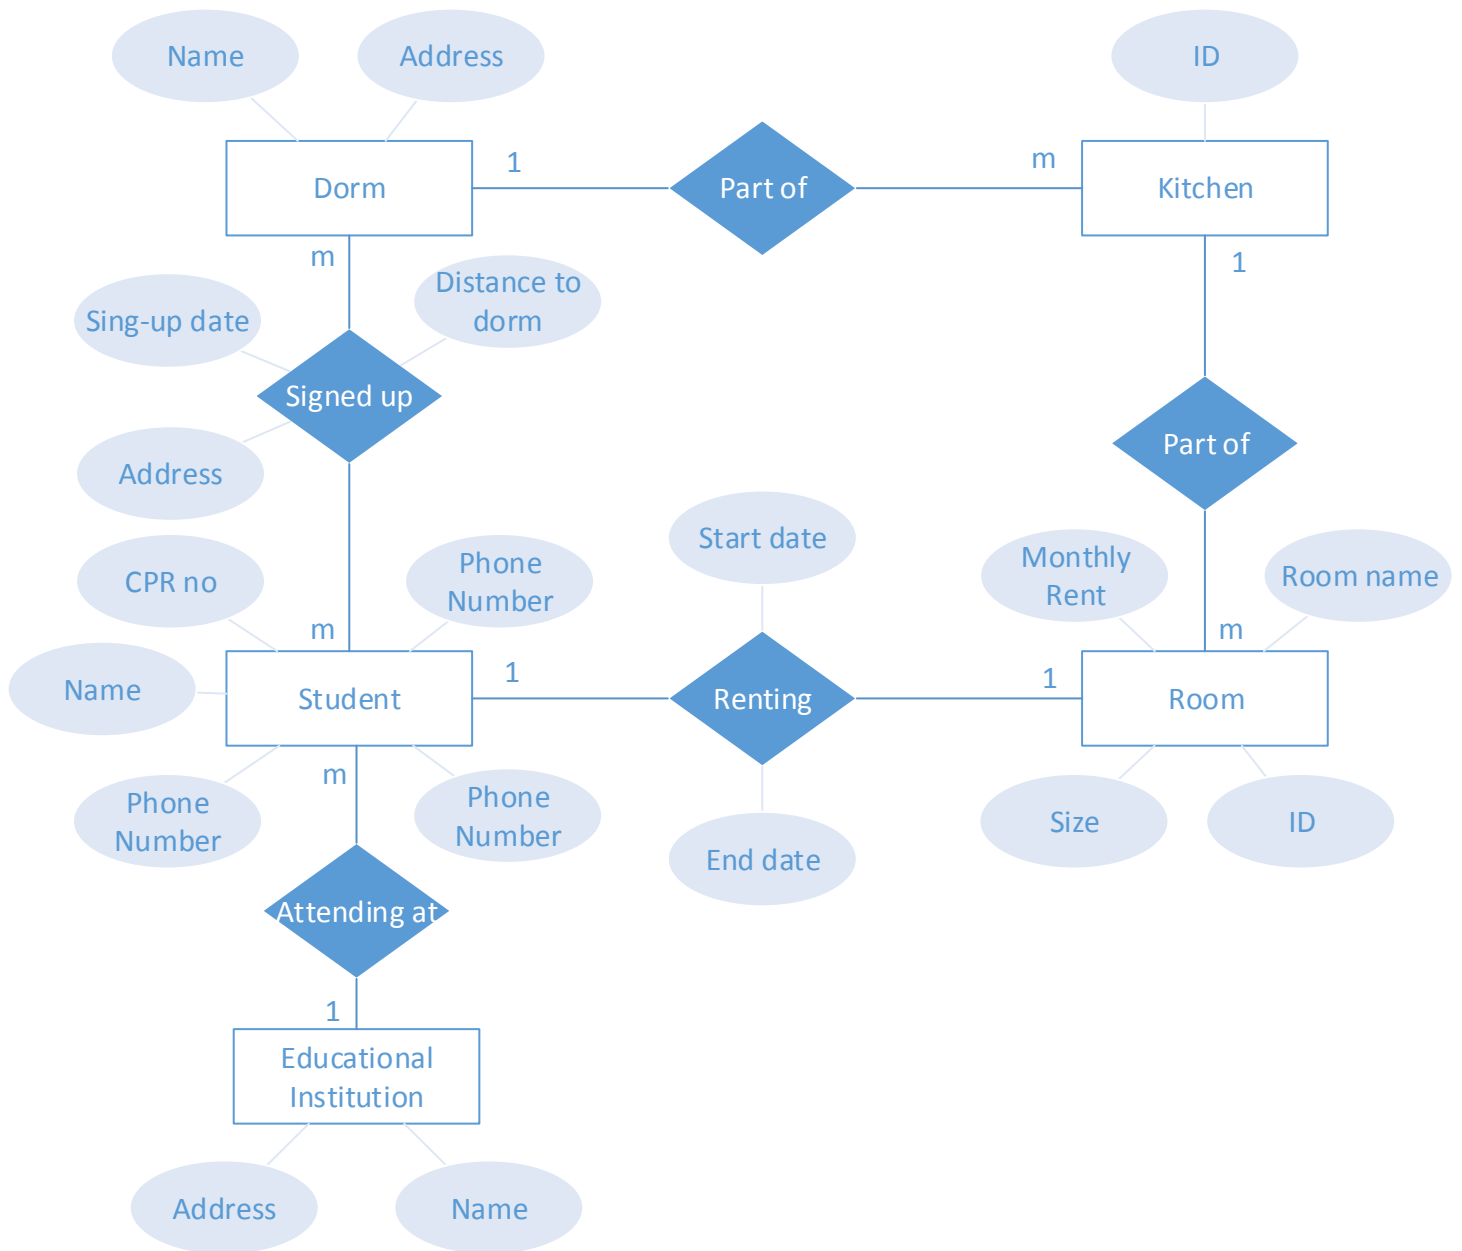 Name
Address
ID
Dorm
1
Part of
m
Kitchen
m
1
Sing-up date
Distance to
dorm
Signed up
Part of
Address
Start date
CPR no
Phone
Number
Monthly
Rent
Room name
m
m
Name
Student
1
Renting
1
Room
m
Phone
Number
Phone
Number
End date
Size
ID
Attending at
1
Educational
Institution
Address
Name